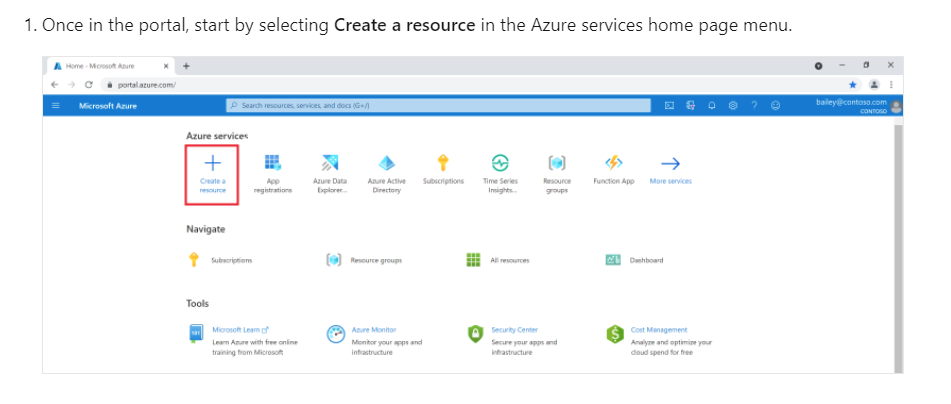 1. Once in the portal, start by selecting Create a resource in the Azure services home page menu.
Home - Microsoft Azure
portal.azure.com/
Microsoft Azure
Search resources, services, and docs (G+/)
bailey@contoso.com
CONTOSO
Azure services
Create a resource
App registrations
Azure Data Explorer...
Azure Active Directory
Subscriptions
Time Series Insights...
Resource groups
Function App
More services
Navigate
Subscriptions
Resource groups
All resources
Dashboard
Tools
Microsoft Learn
Learn Azure with free online
training from Microsoft
Azure Monitor
Monitor your apps and
infrastructure
Security Center
Secure your apps and
infrastructure
Cost Management
Analyze and optimize your
cloud spend for free